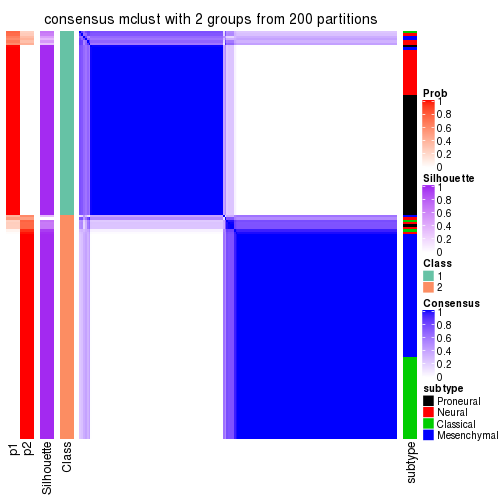 consensus mclust with 2 groups from 200 partitions
Prob
1
0.8
0.6
0.4
0.2
0
Silhouette
1
0.8
0.6
0.4
0.2
0
Class
1
2
Consensus
1
0.8
0.6
0.4
0.2
0
subtype
Proneural
Neural
Classical
Mesenchymal
p1
p2
Silhouette
Class
subtype